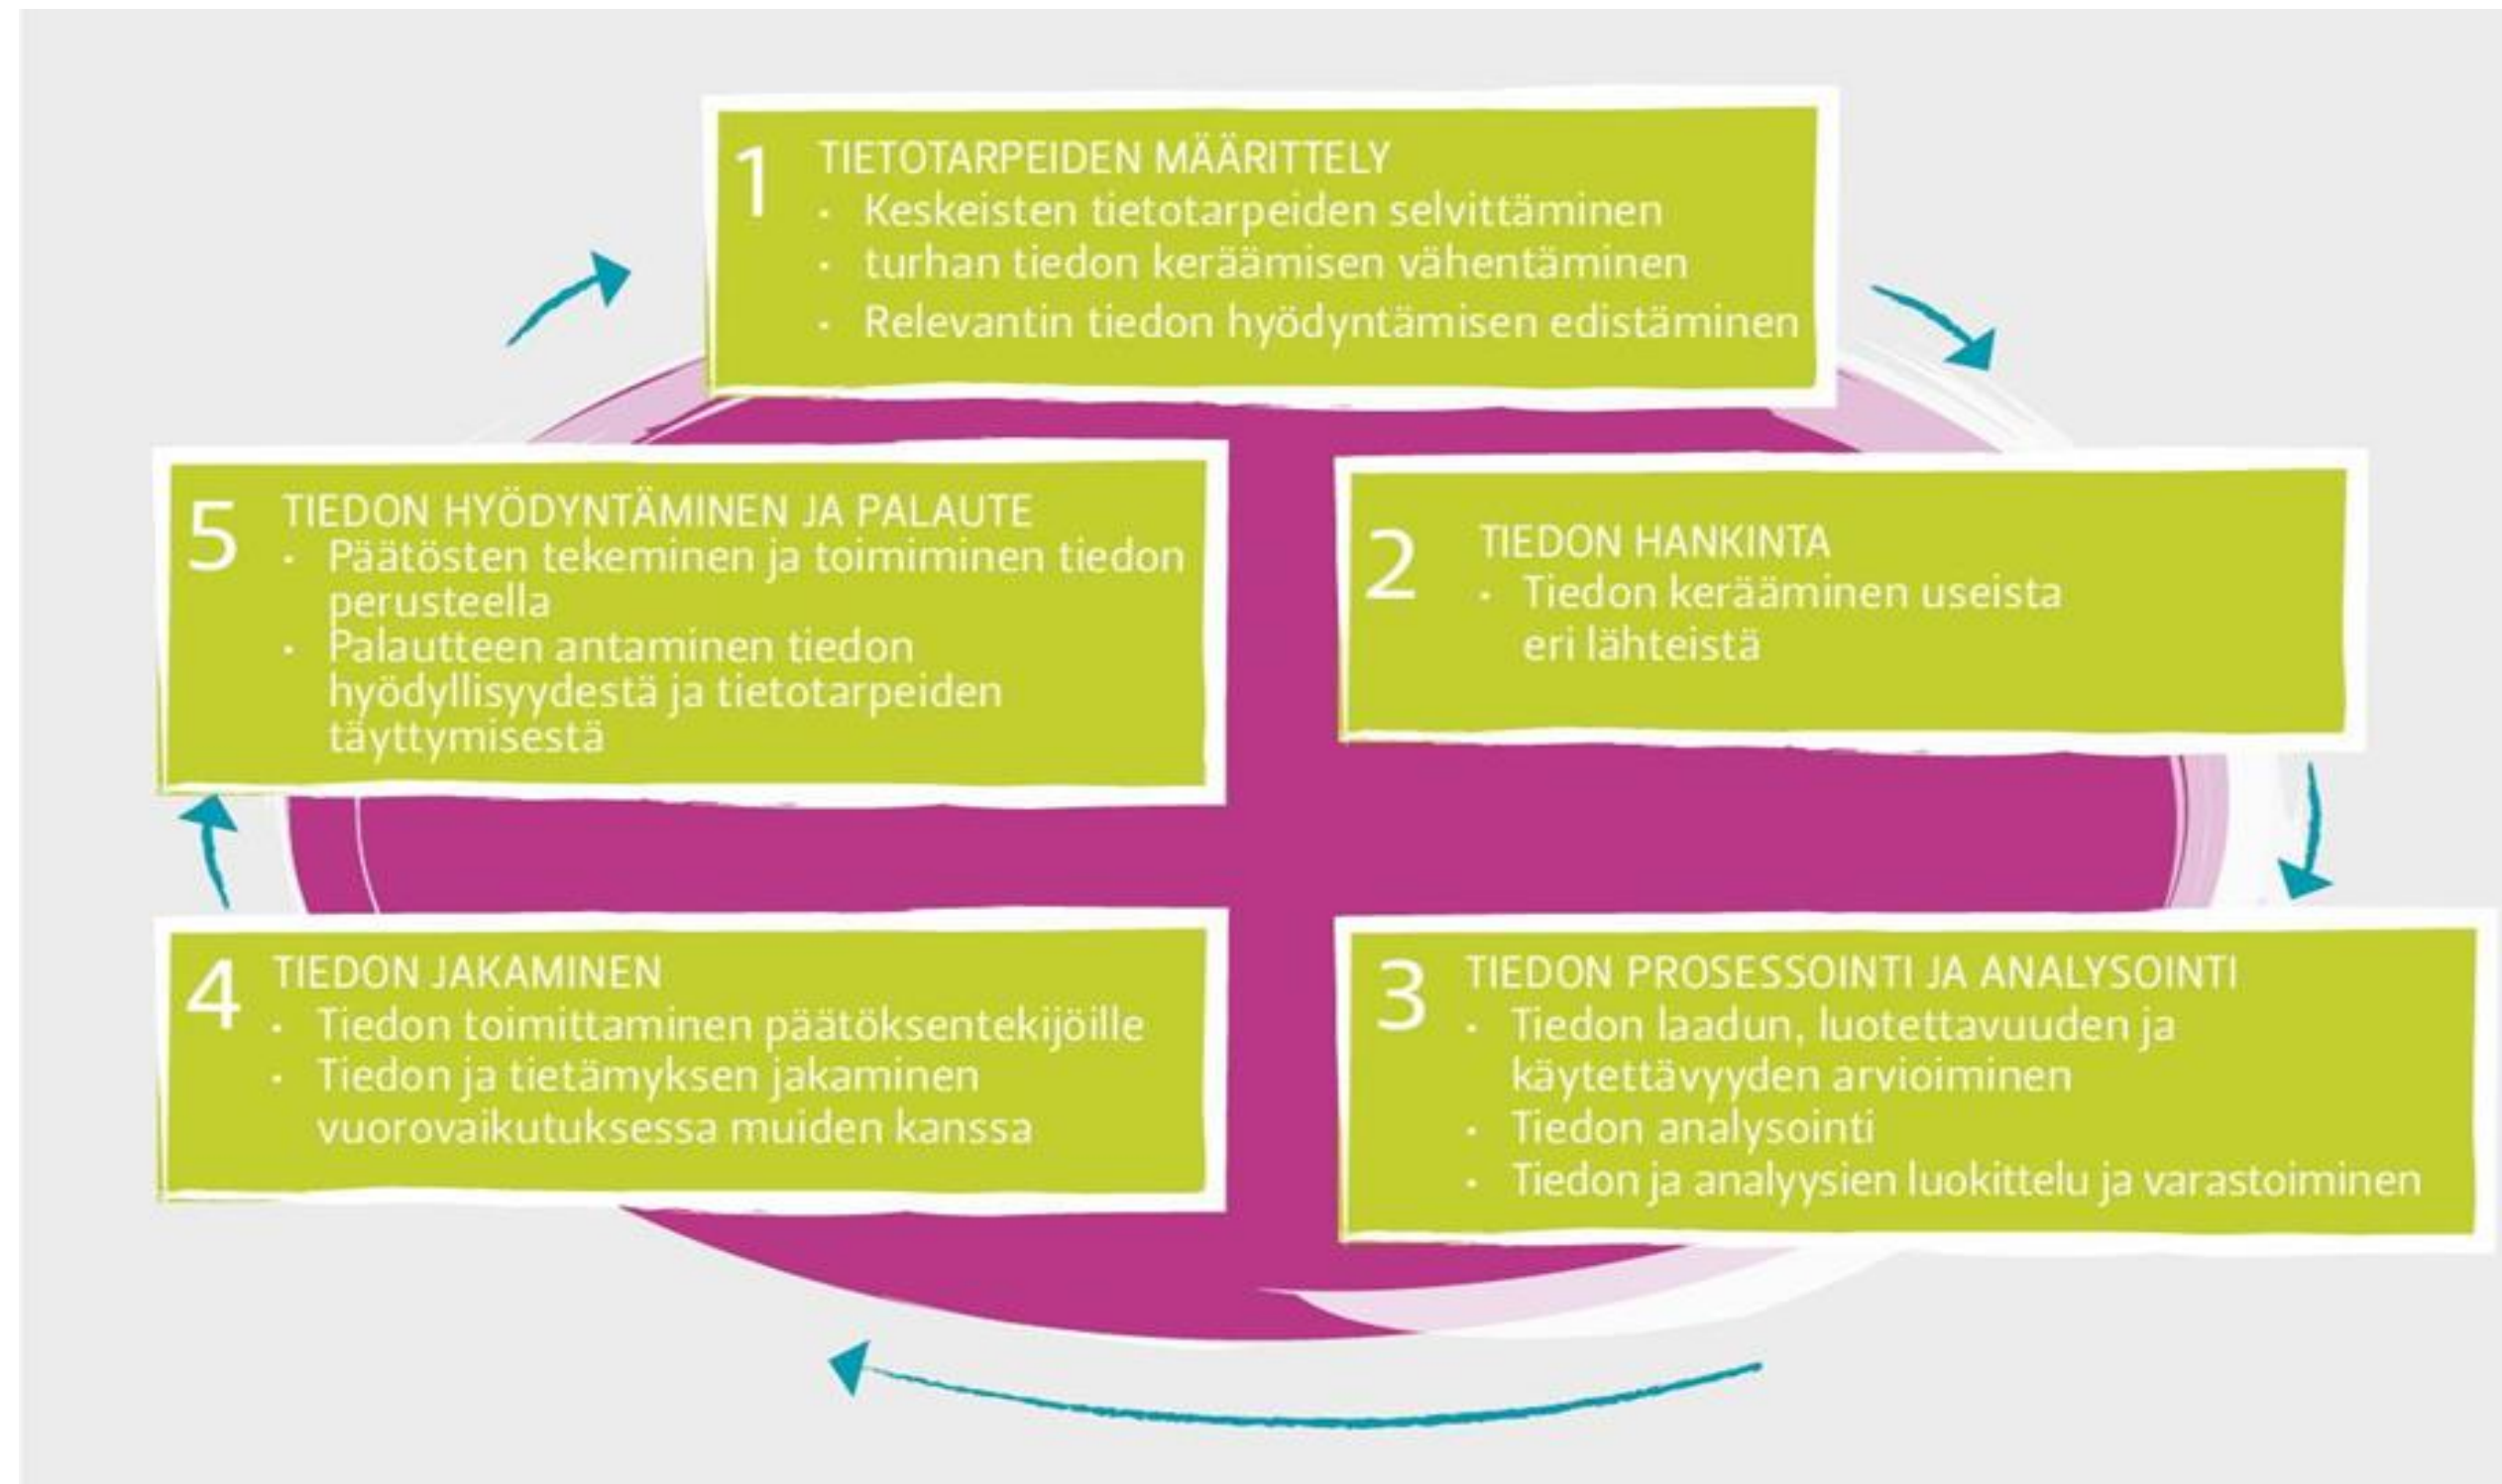 1 TIETOTARPEIDEN MÄÄRITTELY
• Keskeisten tietotarpeiden selvittäminen
• turhan tiedon keräämisen vähentäminen
• Relevantin tiedon hyödyntämisen edistäminen
2 TIEDON HANKINTA
• Tiedon kerääminen useista
eri lähteistä
3 TIEDON PROSESSOINTI JA ANALYSOINTI
• Tiedon laadun, luotettavuuden ja
käytettävyyden arvioiminen
• Tiedon analysointi
• Tiedon ja analyysien luokittelu ja varastoiminen
4 TIEDON JAKAMINEN
• Tiedon toimittaminen päätöksentekijöille
• Tiedon ja tietämyksen jakaminen
vuorovaikutuksessa muiden kanssa
5 TIEDON HYÖDYNTÄMINEN JA PALAUTE
• Päätösten tekeminen ja toimiminen tiedon
perusteella
• Palautteen antaminen tiedon
hyödyllisyydestä ja tietotarpeiden
täyttymisestä